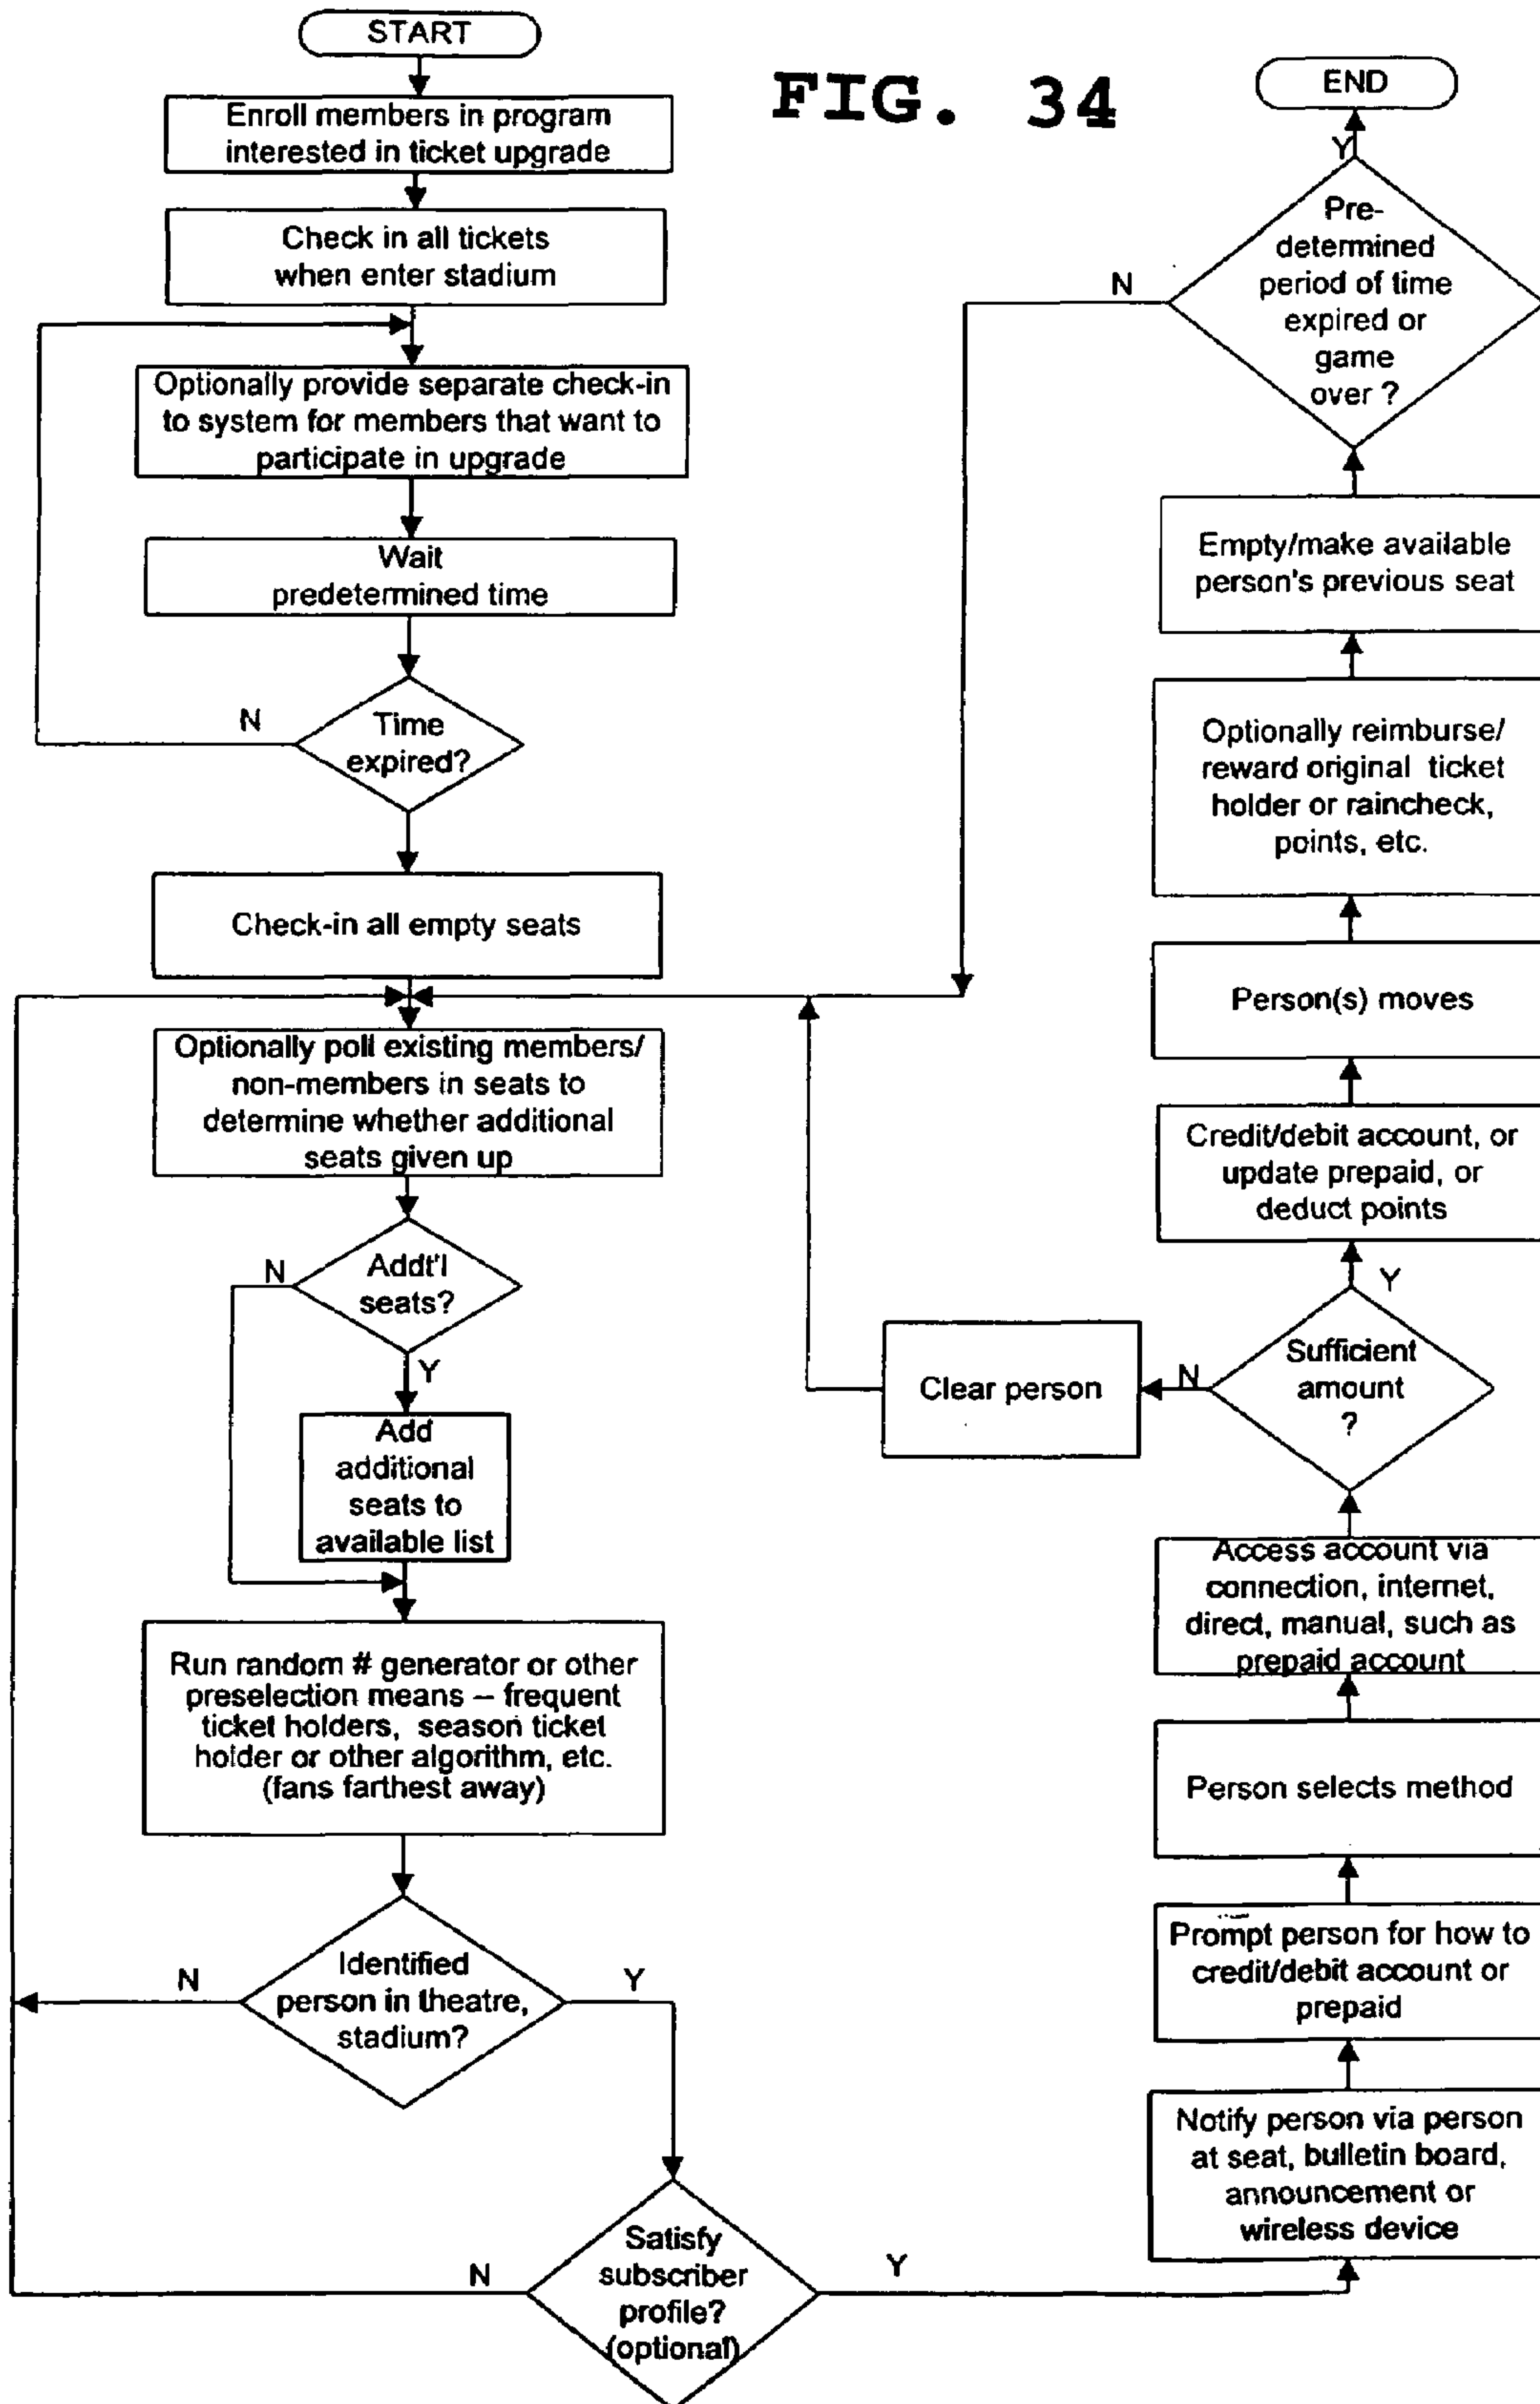 START
FIG. 34
Enroll members in program
interested in ticket upgrade
Check in all tickets
when enter stadium
Optionally provide separate check-in
to system for members that want to
participate in upgrade
Wait
predetermined time
N
Time
expired?
Check-in all empty seats
Optionally poll existing members/
non-members in seats to
determine whether additional
seats given up
N
Addt'l
seats?
Y
Add
additional
seats to
available list
Run random # generator or other
preselection means – frequent
ticket holders, season ticket
holder or other algorithm, etc.
(fans farthest away)
N
Identified
person in theatre,
stadium?
Y
N
Satisfy
subscriber
profile?
(optional)
Y
Notify person via person
at seat, bulletin board,
announcement or
wireless device
Prompt person for how to
credit/debit account or
prepaid
Person selects method
Access account via
connection, internet,
direct, manual, such as
prepaid account
Sufficient
amount
?
N
Clear person
Y
Credit/debit account, or
update prepaid, or
deduct points
Person(s) moves
Optionally reimburse/
reward original ticket
holder or raincheck,
points, etc.
Empty/make available
person's previous seat
Pre-
determined
period of time
expired or
game
over ?
N
Y
END